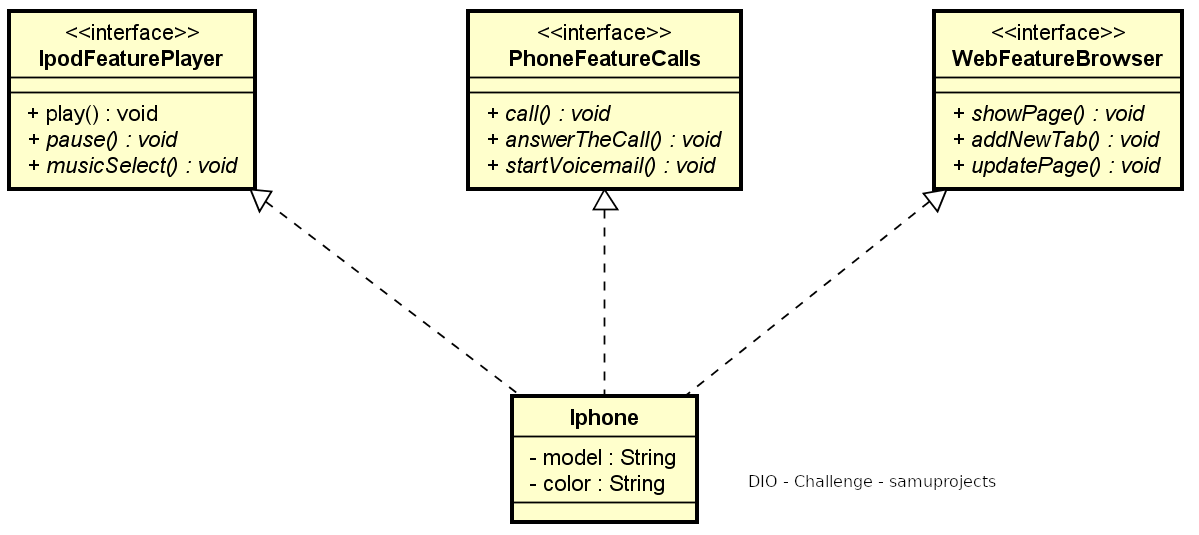 <<interface>>
IpodFeaturePlayer
+ play() : void
+ pause() : void
+ musicSelect() : void
<<interface>>
PhoneFeatureCalls
+ call() : void
+ answerTheCall() : void
+ startVoicemail() : void
<<interface>>
WebFeatureBrowser
+ showPage() : void
+ addNewTab() : void
+ updatePage() : void
Iphone
- model : String
- color : String
DIO - Challenge - samuprojects